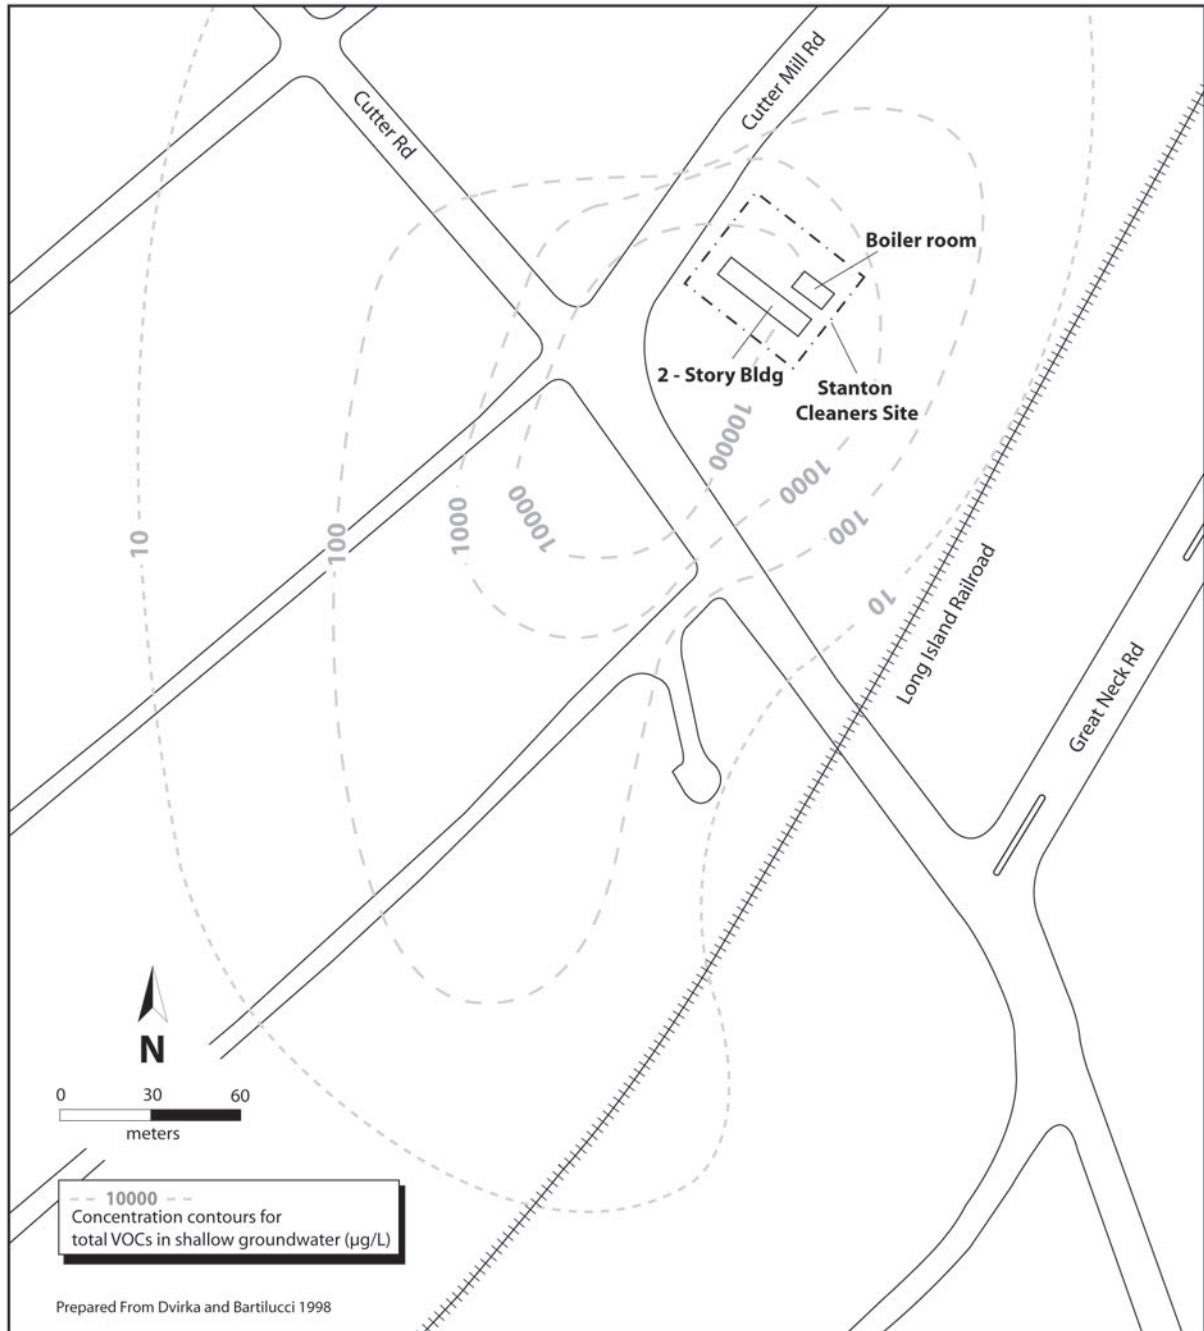 Cutter Rd
Cutter Mill Rd
Boiler room
2 - Story Bldg
Stanton
Cleaners Site
10000
1000
100
10
10
100
1000
10000
Long Island Railroad
Great Neck Rd
N
0 30 60
meters
10000
Concentration contours for
total VOCs in shallow groundwater (µg/L)
Prepared From Dvirka and Bartilucci 1998